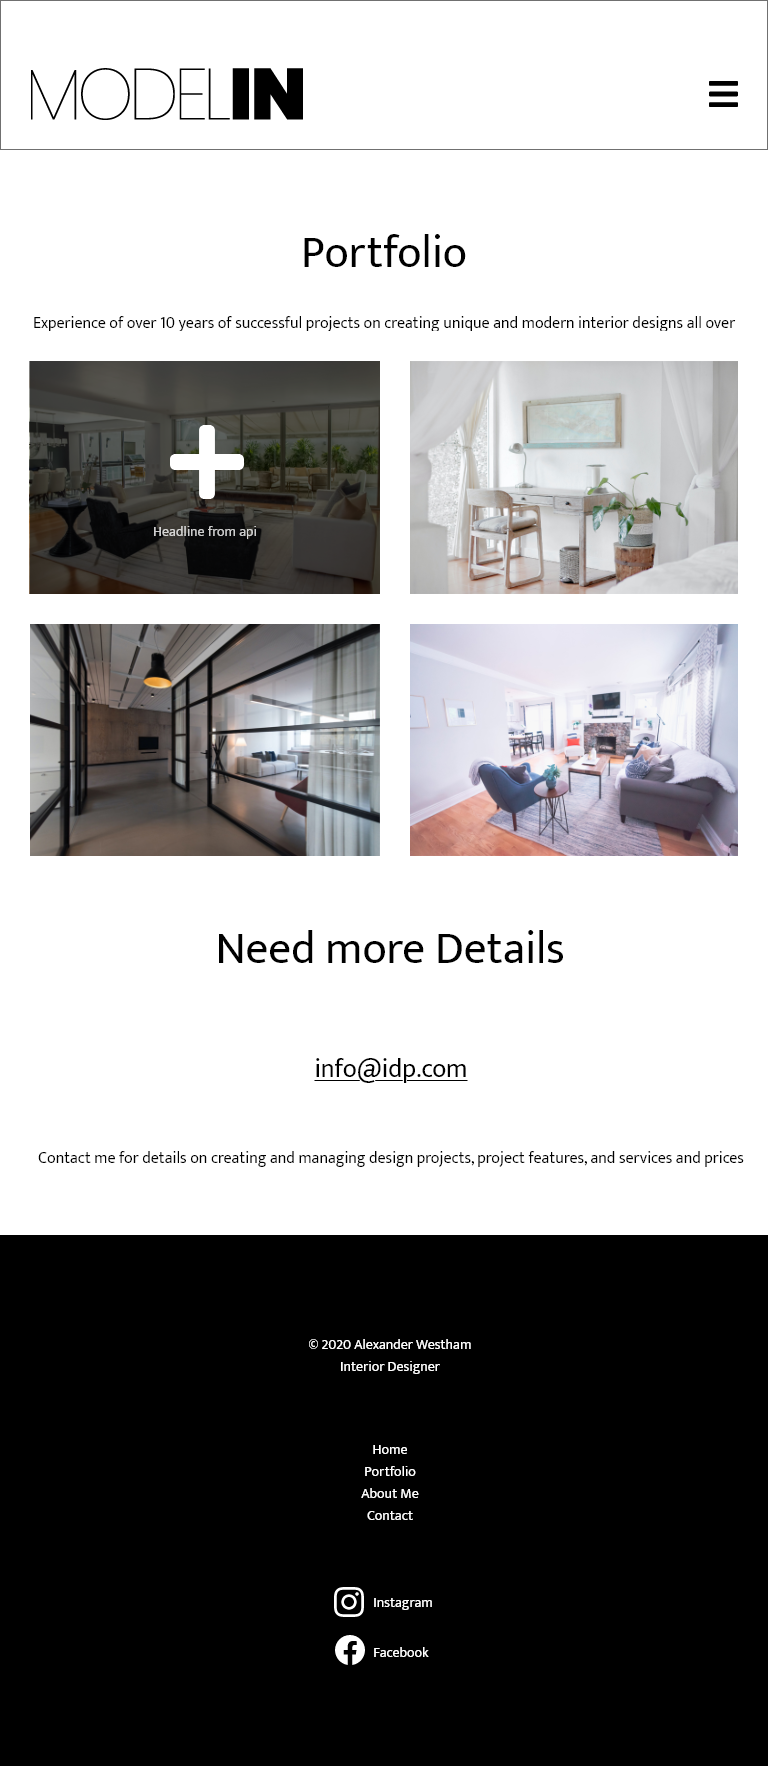 MODELIN
Portfolio
Experience of over 10 years of successful projects on creating unique and modern interior designs all over
Headline from api
Need more Details
info@idp.com
Contact me for details on creating and managing design projects, project features, and services and prices
© 2020 Alexander Westham
Interior Designer
Home
Portfolio
About Me
Contact
Instagram
Facebook